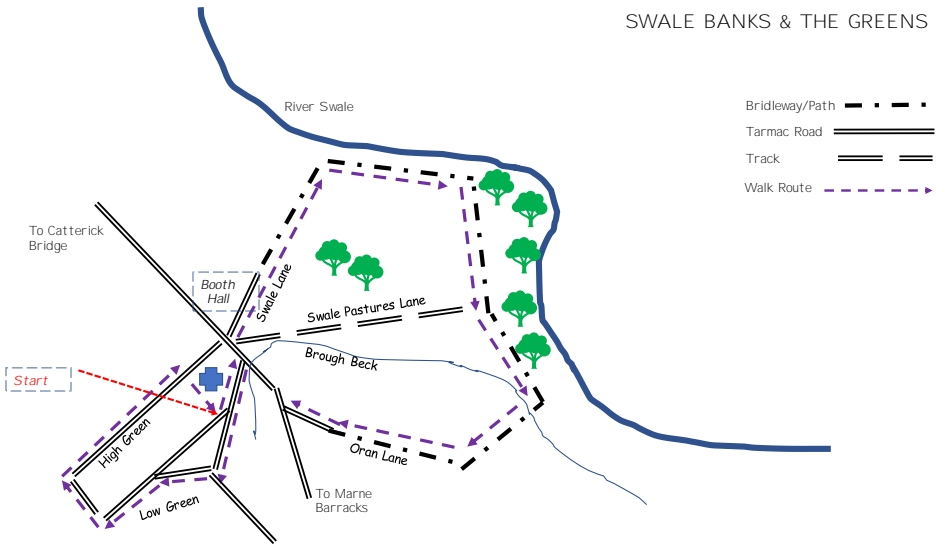 SWALE BANKS & THE GREENS
River Swale
Bridleway/Path
Tarmac Road
Track
Walk Route
To Catterick
Bridge
Booth
Hall
Swale Lane
Swale Pastures Lane
Brough Beck
Start
High Green
Oran Lane
Low Green
To Marne
Barracks